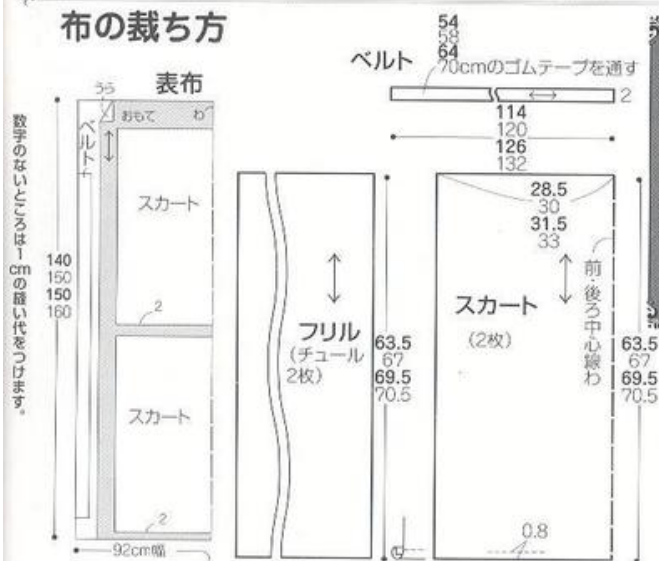 布の裁ち方
ベルト
54
58
64
70cmのゴムテープを通す
2
114
120
126
132
表布
うら
おもて
わ
ベルト
数字のないところは1cmの縫い代をつけます。
140
150
150
160
スカート
2
スカート
2
92cm幅
フリル
(チュール
2枚)
63.5
67
69.5
70.5
28.5
30
31.5
33
スカート
(2枚)
前・後ろ中心線わ
63.5
67
69.5
70.5
0.8